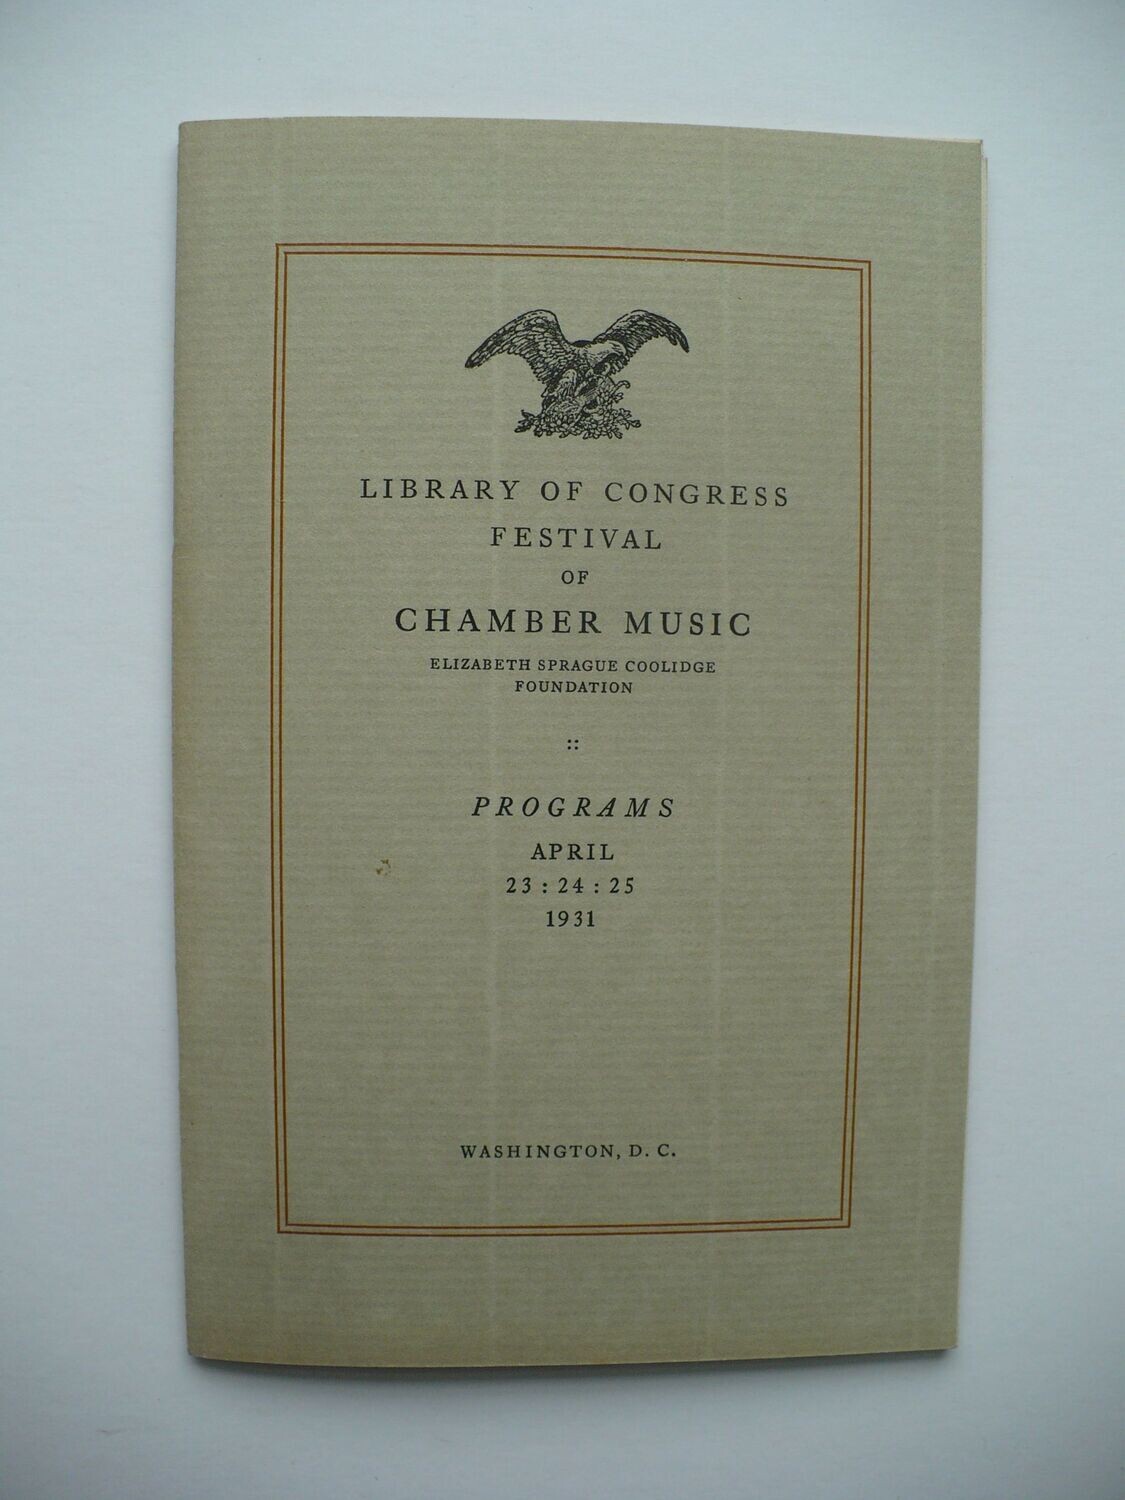 LIBRARY OF CONGRESS
FESTIVAL
OF
CHAMBER MUSIC
ELIZABETH SPRAGUE COOLIDGE
FOUNDATION
::
PROGRAMS
APRIL
23 : 24 : 25
1931
WASHINGTON, D. C.